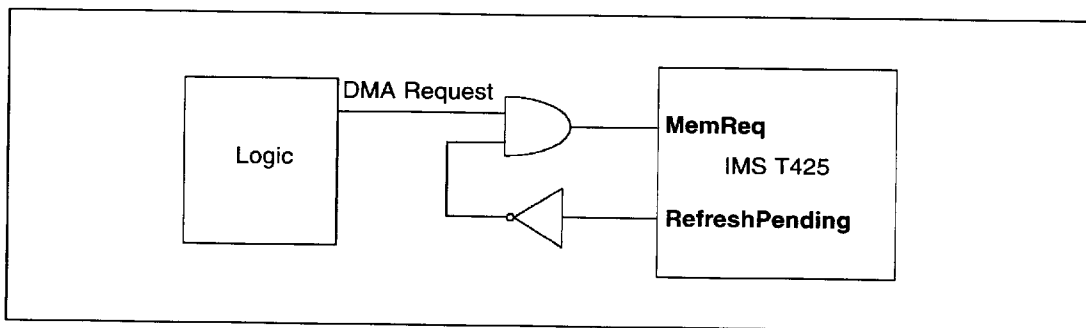 DMA Request
Logic
MemReq
IMS T425
RefreshPending